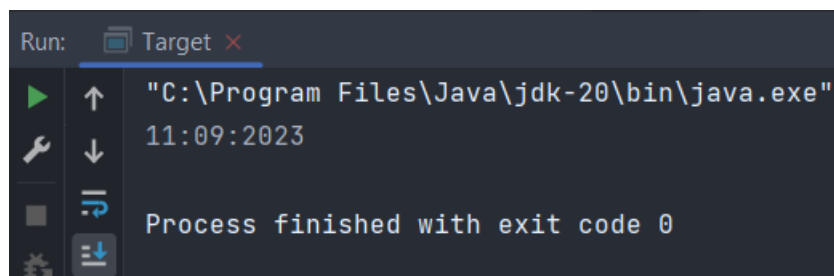 Run: Target
"C:\Program Files\Java\jdk-20\bin\java.exe"
11:09:2023
Process finished with exit code 0